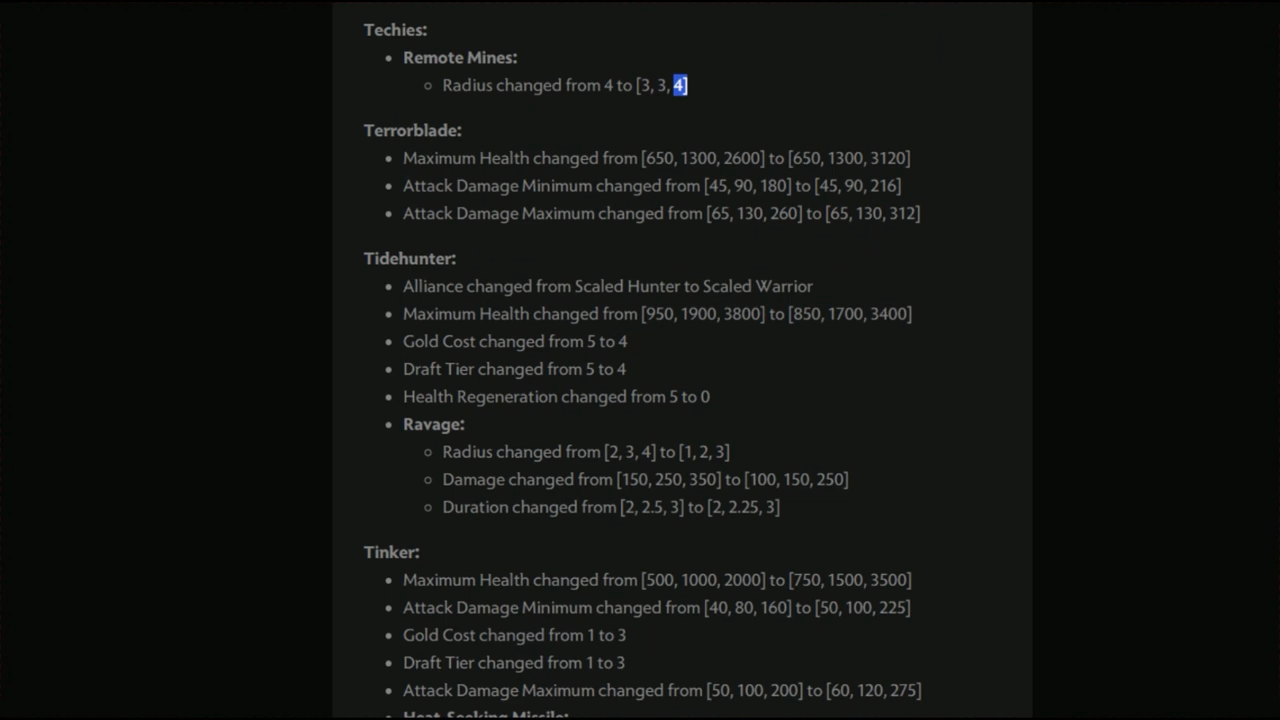 Techies:
Remote Mines:
Radius changed from 4 to [3, 3, 4]
Terrorblade:
Maximum Health changed from [650, 1300, 2600] to [650, 1300, 3120]
Attack Damage Minimum changed from [45, 90, 180] to [45, 90, 216]
Attack Damage Maximum changed from [65, 130, 260] to [65, 130, 312]
Tidehunter:
Alliance changed from Scaled Hunter to Scaled Warrior
Maximum Health changed from [950, 1900, 3800] to [850, 1700, 3400]
Gold Cost changed from 5 to 4
Draft Tier changed from 5 to 4
Health Regeneration changed from 5 to 0
Ravage:
Radius changed from [2, 3, 4] to [1, 2, 3]
Damage changed from [150, 250, 350] to [100, 150, 250]
Duration changed from [2, 2.5, 3] to [2, 2.25, 3]
Tinker:
Maximum Health changed from [500, 1000, 2000] to [750, 1500, 3500]
Attack Damage Minimum changed from [40, 80, 160] to [50, 100, 225]
Gold Cost changed from 1 to 3
Draft Tier changed from 1 to 3
Attack Damage Maximum changed from [50, 100, 200] to [60, 120, 275]
Heat-Seeking Missile: